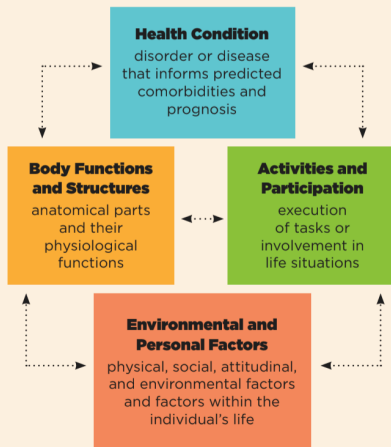 Health Condition
disorder or disease
that informs predicted
comorbidities and
prognosis
Body Functions
and Structures
anatomical parts
and their
physiological
functions
Activities and
Participation
execution
of tasks or
involvement in
life situations
Environmental and
Personal Factors
physical, social, attitudinal,
and environmental factors
and factors within the
individual's life